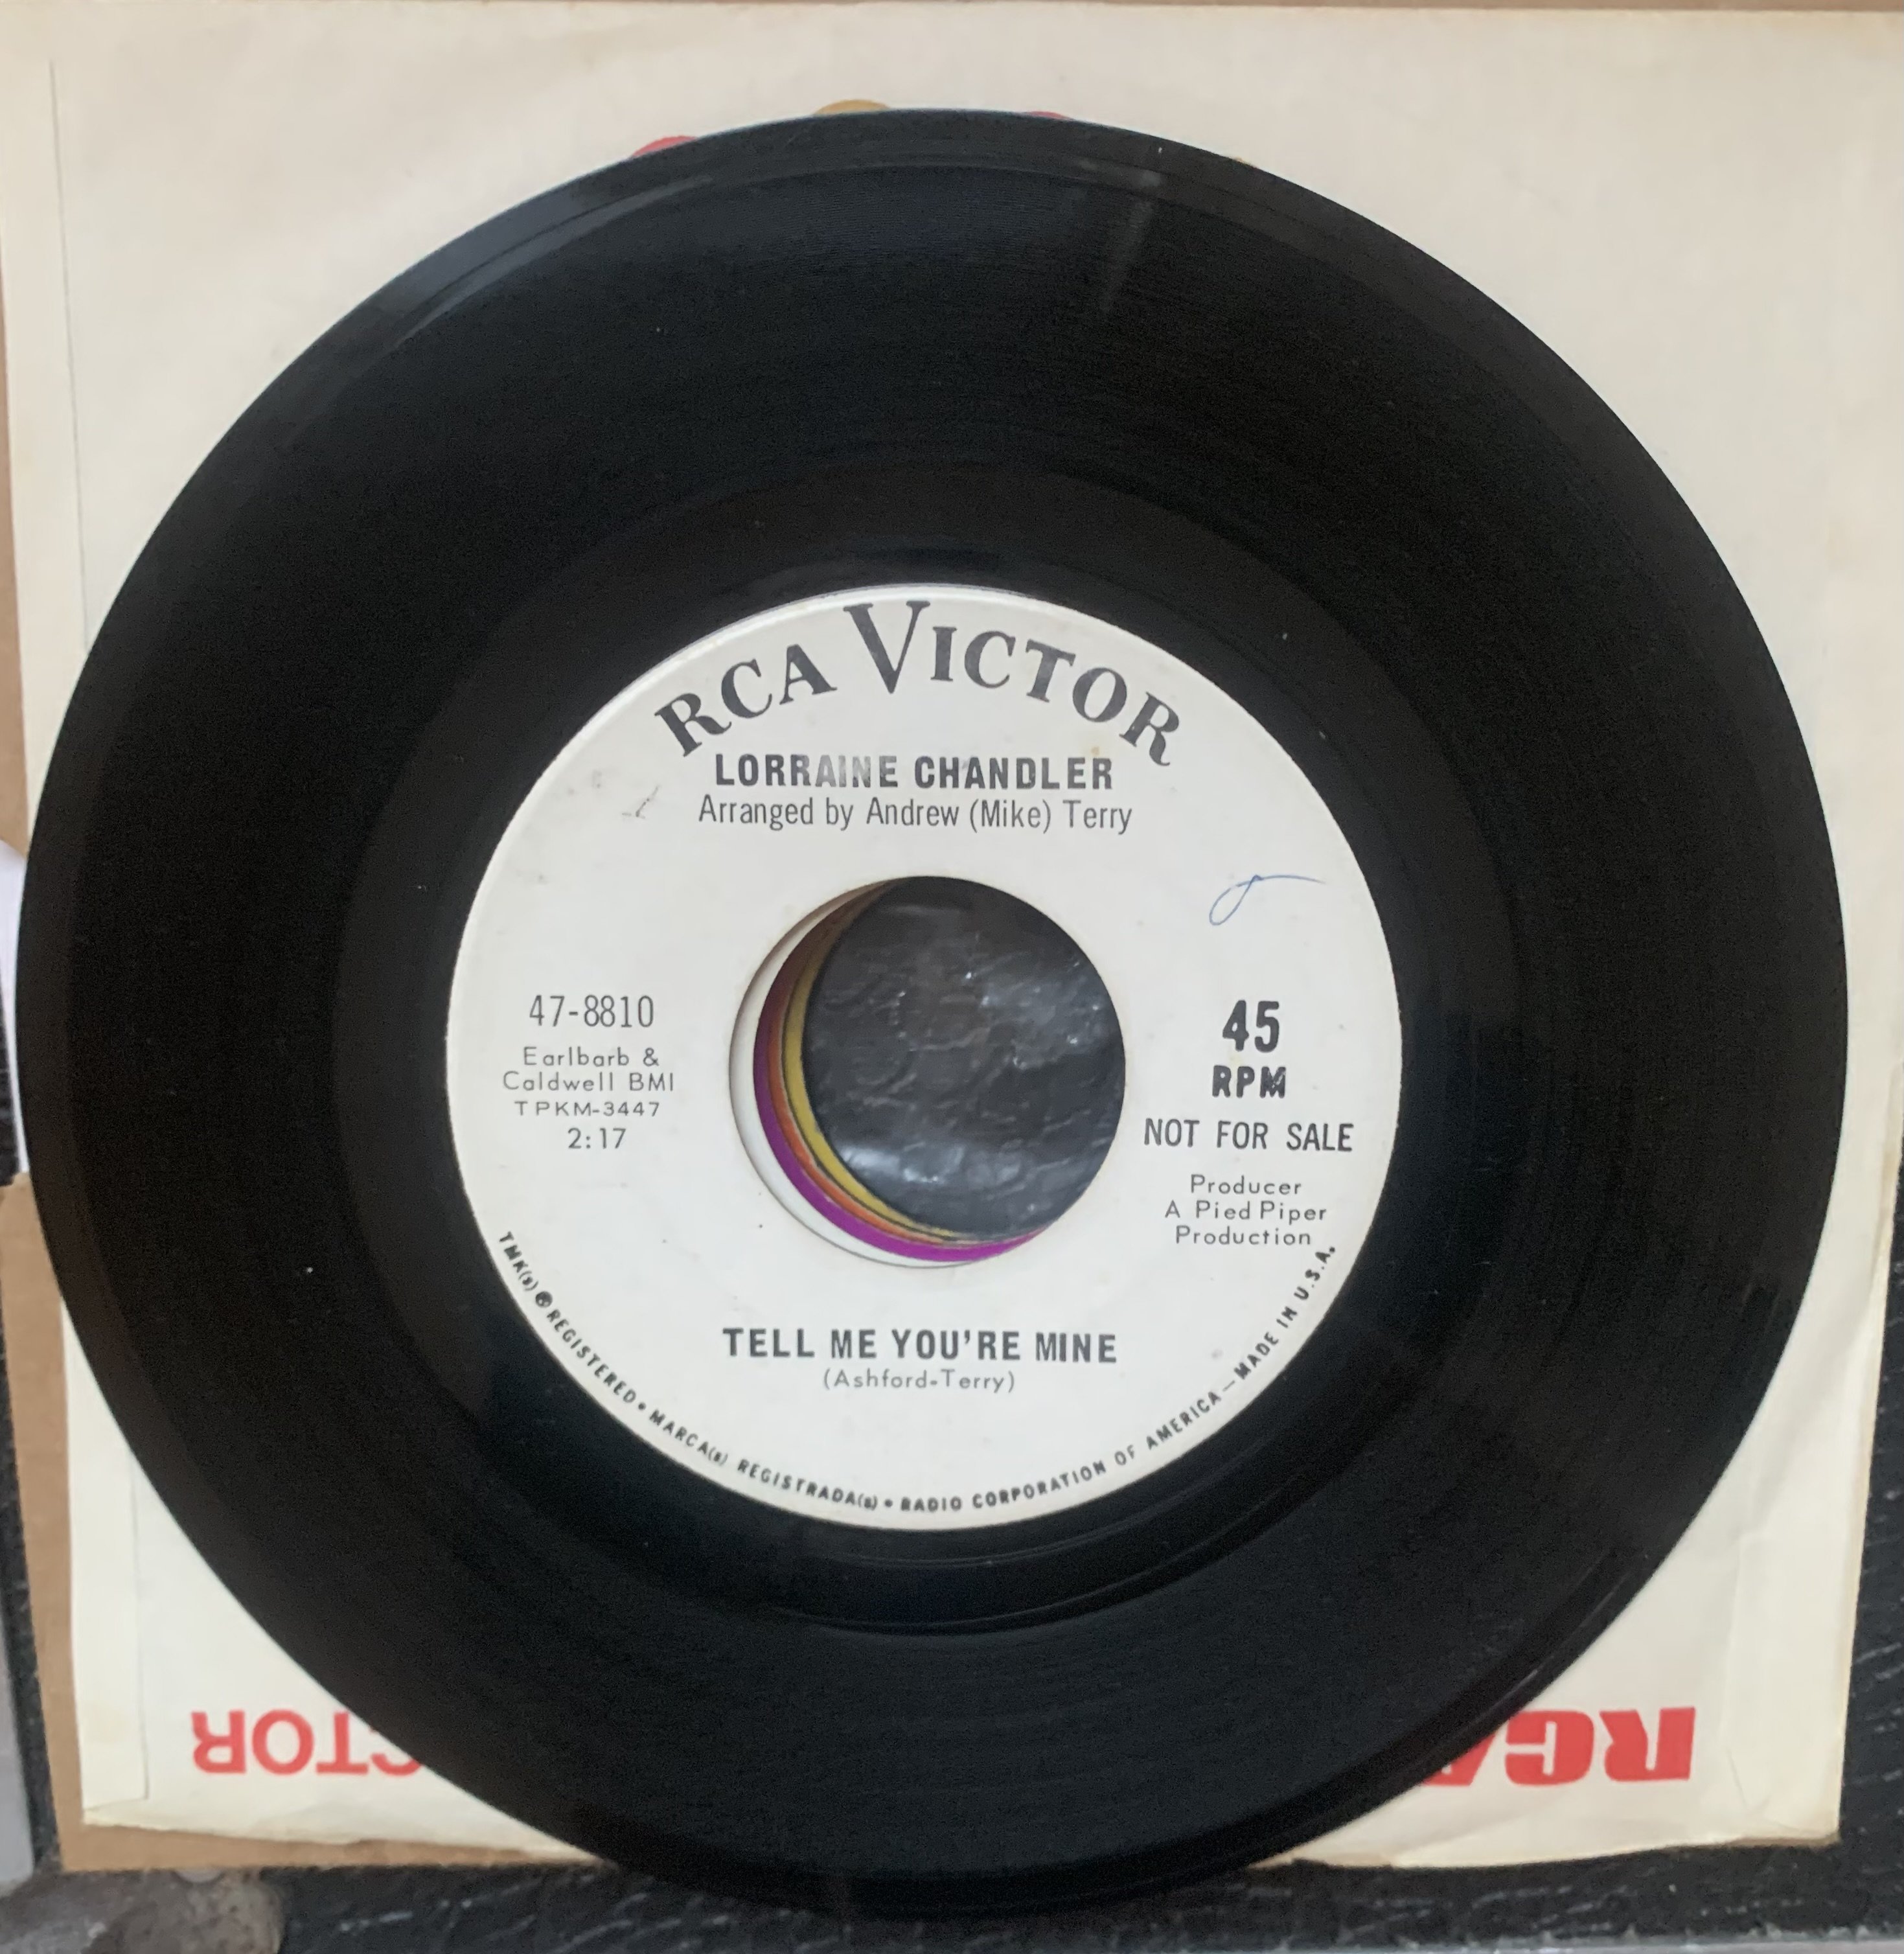 RCA VICTOR
LORRAINE CHANDLER
Arranged by Andrew (Mike) Terry
47-8810
Earlbarb &
Caldwell BMI
TPKM-3447
2:17
45
RPM
NOT FOR SALE
Producer
A Pied Piper
Production
TELL ME YOU'RE MINE
(Ashford-Terry)
TMK(s) ® REGISTERED • MARCA(s) REGISTRADA(s) • RADIO CORPORATION OF AMERICA — MADE IN U.S.A.
RCA
CTOR